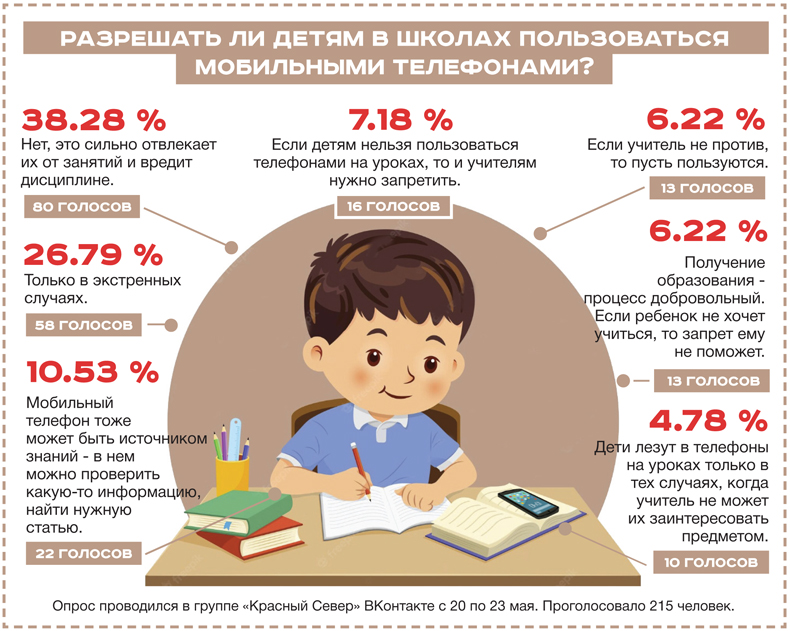 РАЗРЕШАТЬ ЛИ ДЕТЯМ В ШКОЛАХ ПОЛЬЗОВАТЬСЯ
МОБИЛЬНЫМИ ТЕЛЕФОНАМИ?
38.28 %
Нет, это сильно отвлекает
их от занятий и вредит
дисциплине.
80 ГОЛОСОВ
26.79 %
Только в экстренных
случаях.
58 ГОЛОСОВ
10.53 %
Мобильный
телефон тоже
может быть источником
знаний - в нем
можно проверить
какую-то информацию,
найти нужную
статью.
22 ГОЛОСОВ
7.18 %
Если детям нельзя пользоваться
телефонами на уроках, то и учителям
нужно запретить.
16 ГОЛОСОВ
6.22 %
Если учитель не против,
то пусть пользуются.
13 ГОЛОСОВ
6.22 %
Получение
образования -
процесс добровольный.
Если ребенок не хочет
учиться, то запрет ему
не поможет.
13 ГОЛОСОВ
4.78 %
Дети лезут в телефоны
на уроках только в
тех случаях, когда
учитель не может
их заинтересовать
предметом.
10 ГОЛОСОВ
Опрос проводился в группе «Красный Север» ВКонтакте с 20 по 23 мая. Проголосовало 215 человек.